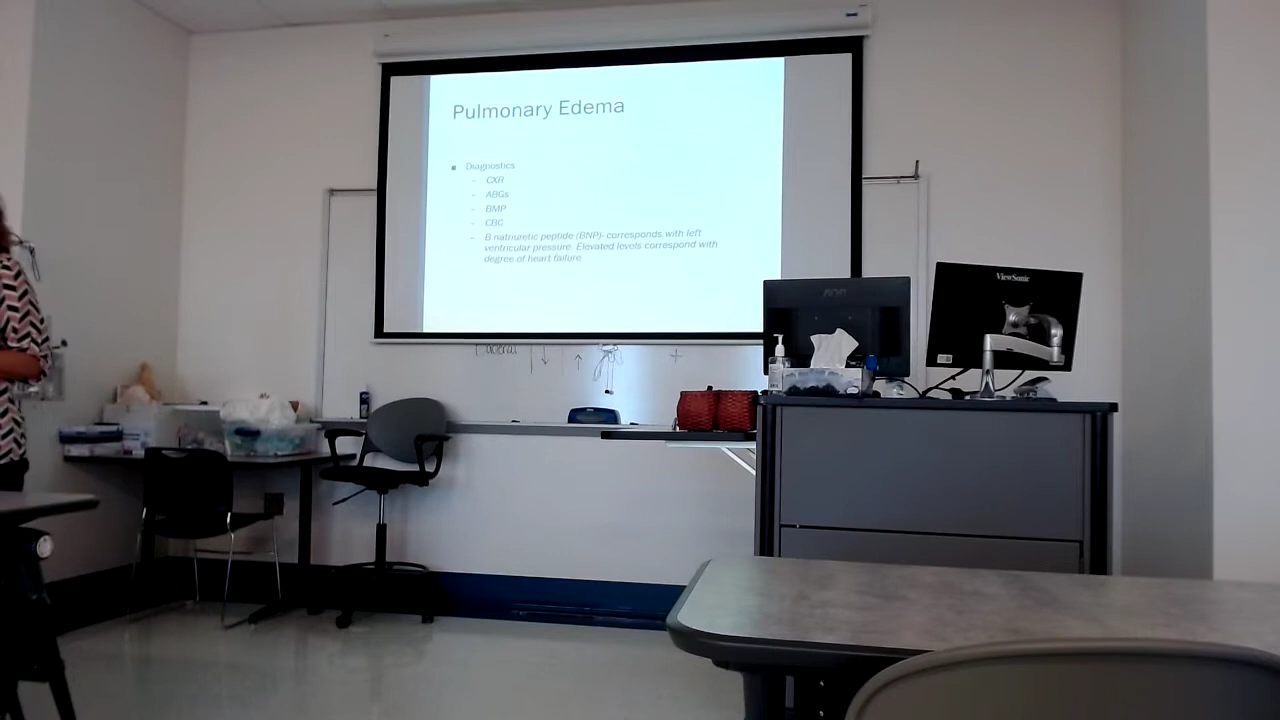 Pulmonary Edema
Diagnostics
– CXR
– ABGs
– BMP
– CBC
– B natriuretic peptide (BNP)- corresponds with left
ventricular pressure. Elevated levels correspond with
degree of heart failure.
ViewSonic
AOC